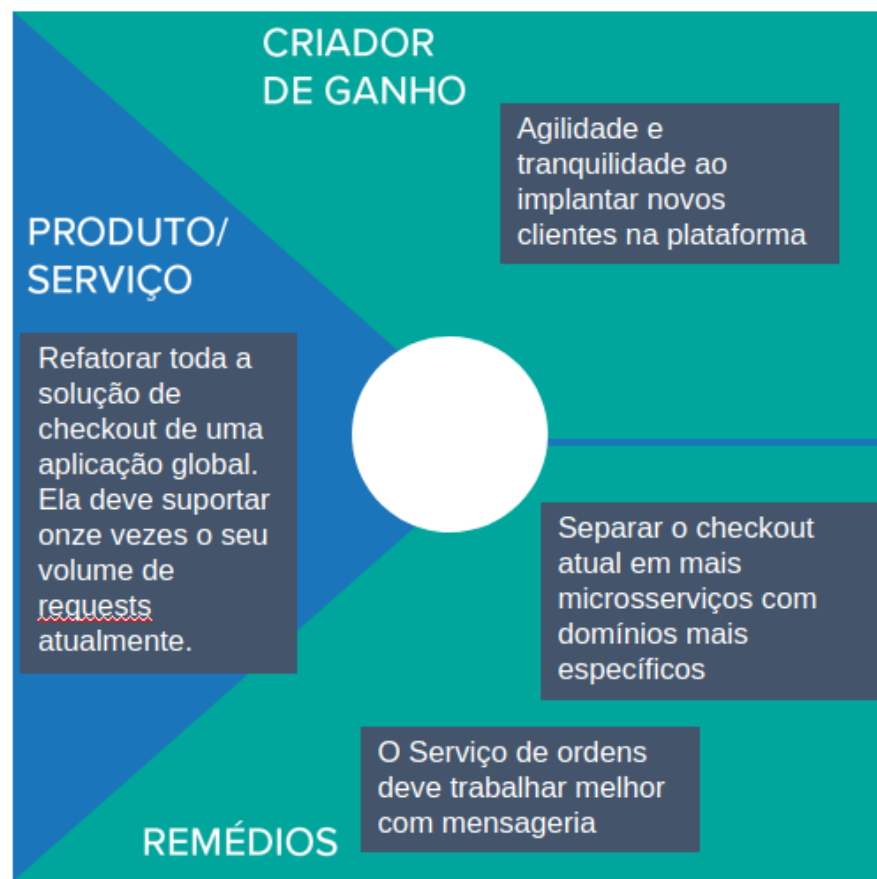 CRIADOR
DE GANHO
Agilidade e
tranquilidade ao
implantar novos
clientes na plataforma
PRODUTO/
SERVIÇO
Refatorar toda a
solução de
checkout de uma
aplicação global.
Ela deve suportar
onze vezes o seu
volume de
requests
atualmente.
Separar o checkout
atual em mais
microsserviços com
domínios mais
específicos
O Serviço de ordens
deve trabalhar melhor
com mensageria
REMÉDIOS